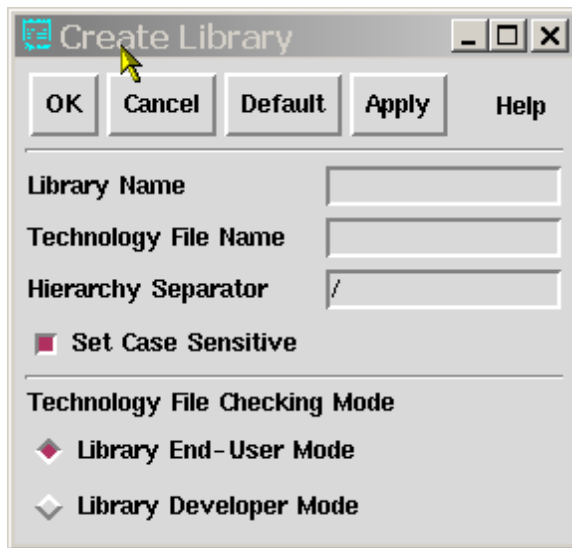 Create Library
OK Cancel Default Apply Help
Library Name
Technology File Name
Hierarchy Separator /
Set Case Sensitive
Technology File Checking Mode
Library End-User Mode
Library Developer Mode